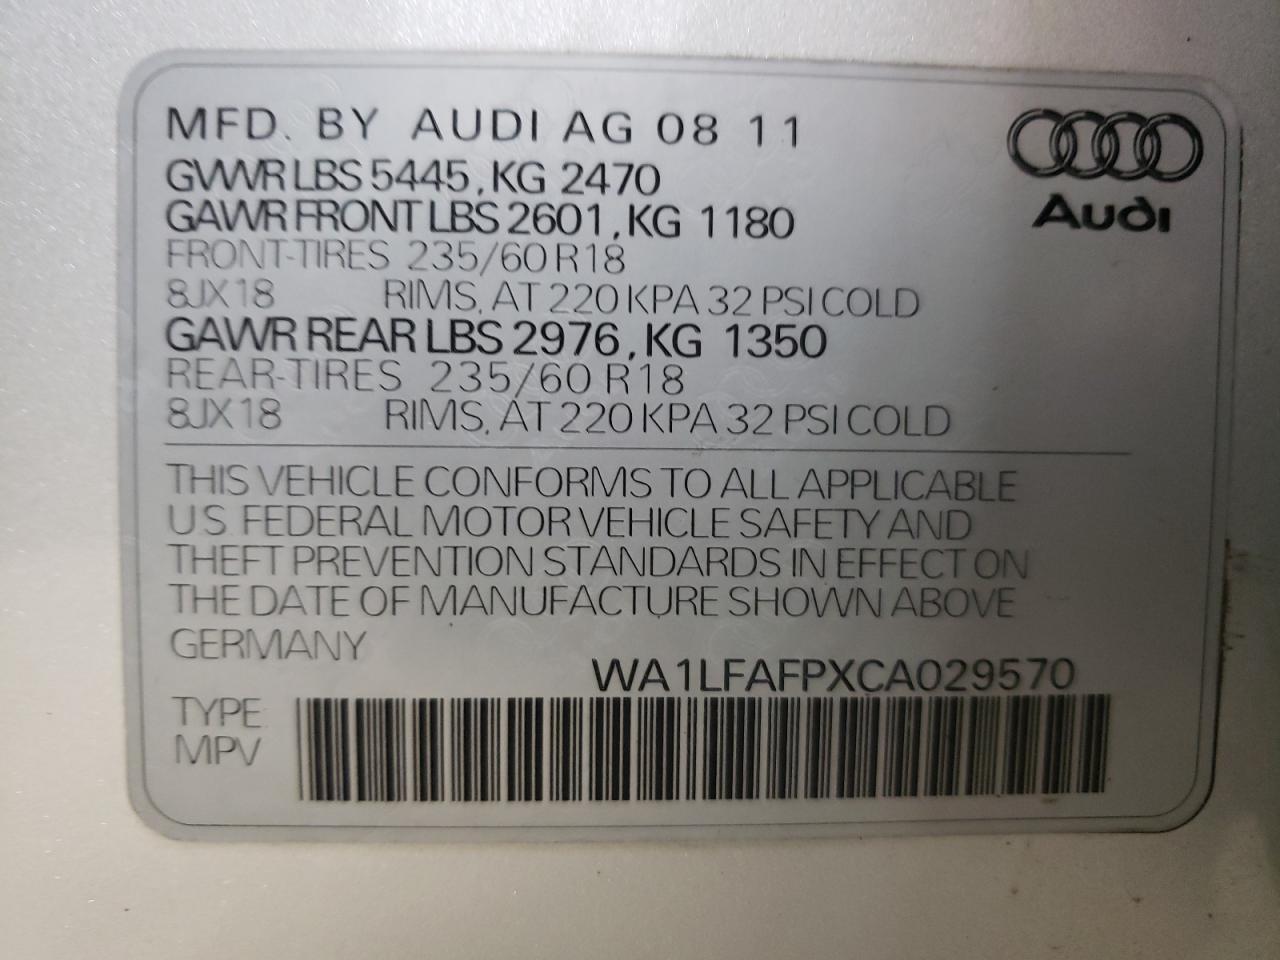 MFD. BY AUDI AG 08 11
GVWR LBS 5445, KG 2470
GAWR FRONT LBS 2601, KG 1180
FRONT-TIRES 235/60 R18
8JX18 RIMS, AT 220 KPA 32 PSI COLD
GAWR REAR LBS 2976, KG 1350
REAR-TIRES 235/60 R18
8JX18 RIMS, AT 220 KPA 32 PSI COLD
Audi
THIS VEHICLE CONFORMS TO ALL APPLICABLE
U.S. FEDERAL MOTOR VEHICLE SAFETY AND
THEFT PREVENTION STANDARDS IN EFFECT ON
THE DATE OF MANUFACTURE SHOWN ABOVE
GERMANY
WA1LFAFPXCA029570
TYPE
MPV